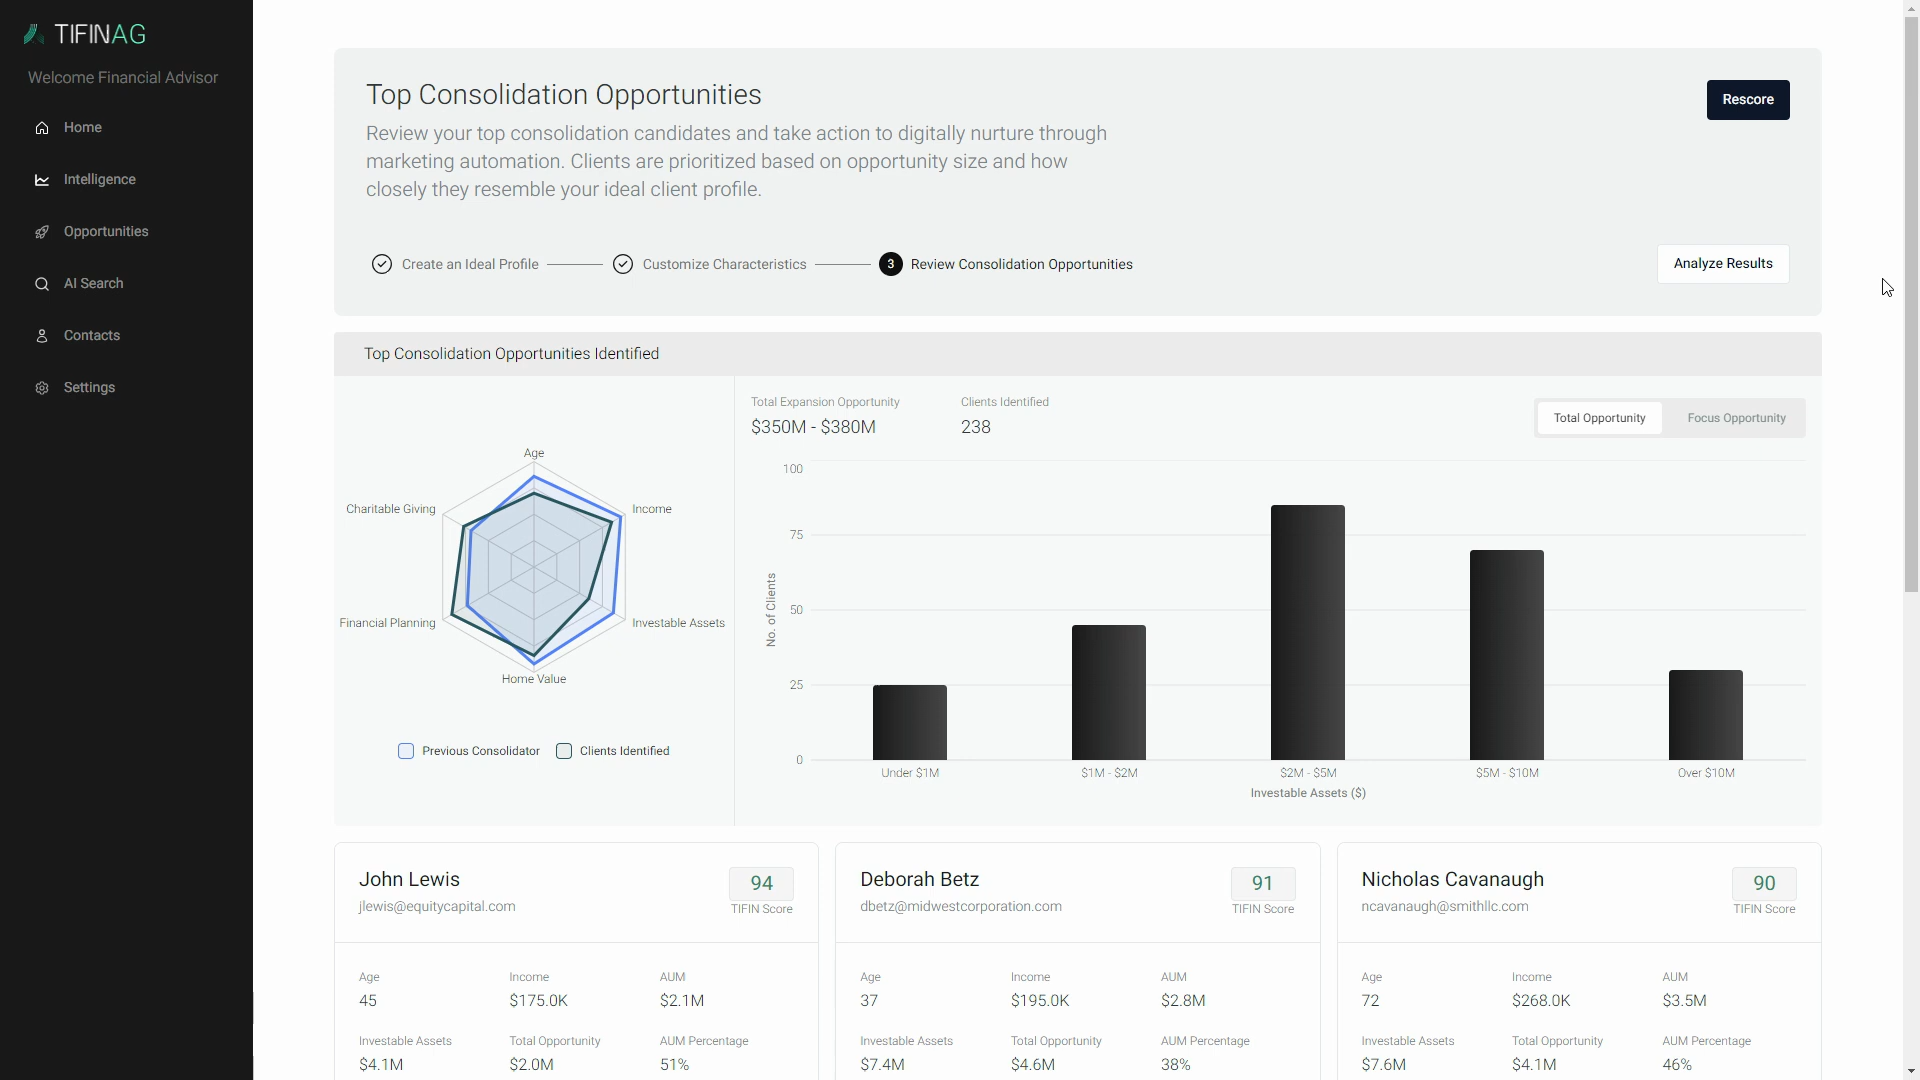 TIFINAG
Welcome Financial Advisor
Home
Intelligence
Opportunities
AI Search
Contacts
Settings
Top Consolidation Opportunities
Rescore
Review your top consolidation candidates and take action to digitally nurture through
marketing automation. Clients are prioritized based on opportunity size and how
closely they resemble your ideal client profile.
Create an Ideal Profile
Customize Characteristics
3 Review Consolidation Opportunities
Analyze Results
Top Consolidation Opportunities Identified
Age
Income
Investable Assets
Home Value
Financial Planning
Charitable Giving
Previous Consolidator
Clients Identified
Total Expansion Opportunity
$350M - $380M
Clients Identified
238
Total Opportunity
Focus Opportunity
No. of Clients
100
75
50
25
0
Under $1M
$1M - $2M
$2M - $5M
$5M - $10M
Over $10M
Investable Assets ($)
John Lewis
jlewis@equitycapital.com
94
TIFIN Score
Age
45
Income
$175.0K
AUM
$2.1M
Investable Assets
$4.1M
Total Opportunity
$2.0M
AUM Percentage
51%
Deborah Betz
dbetz@midwestcorporation.com
91
TIFIN Score
Age
37
Income
$195.0K
AUM
$2.8M
Investable Assets
$7.4M
Total Opportunity
$4.6M
AUM Percentage
38%
Nicholas Cavanaugh
ncavanaugh@smithllc.com
90
TIFIN Score
Age
72
Income
$268.0K
AUM
$3.5M
Investable Assets
$7.6M
Total Opportunity
$4.1M
AUM Percentage
46%